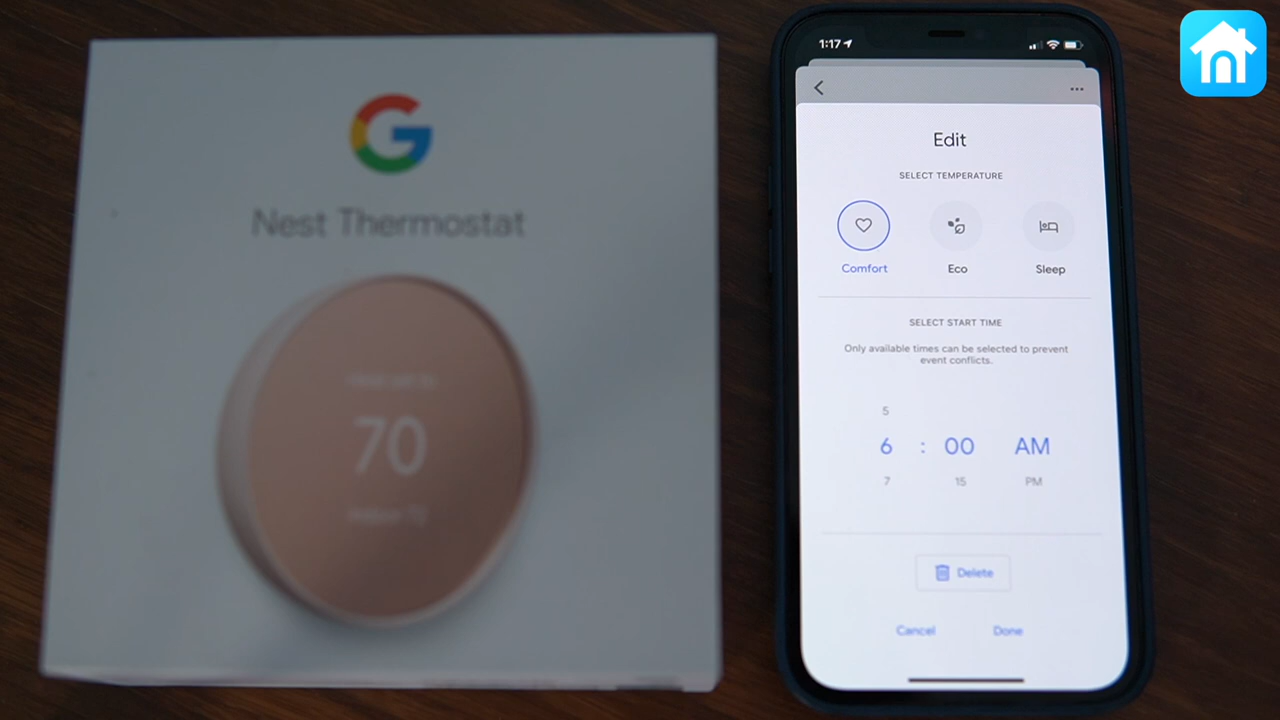 Nest Thermostat
70
1:17
Edit
SELECT TEMPERATURE
Comfort
Eco
Sleep
SELECT START TIME
Only available times can be selected to prevent
event conflicts.
5
6 : 00 AM
7 15 PM
Delete
Cancel Done